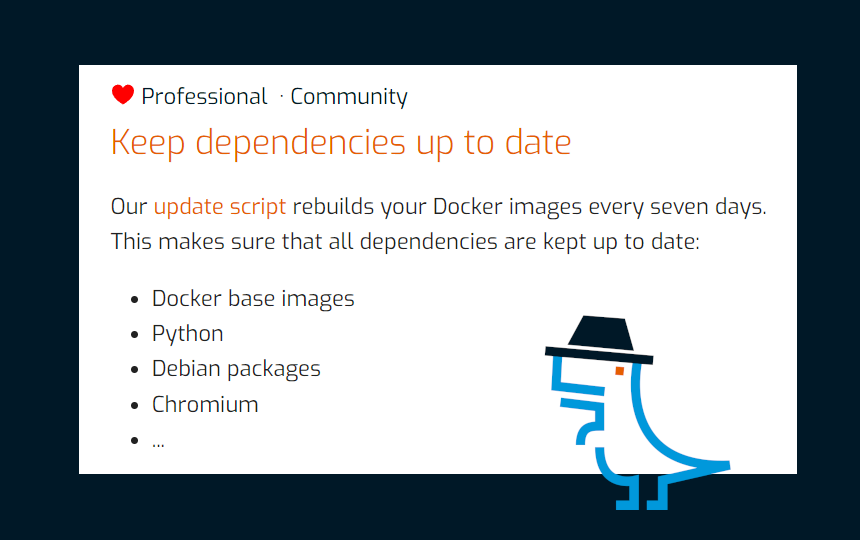 Professional · Community
Keep dependencies up to date
Our update script rebuilds your Docker images every seven days.
This makes sure that all dependencies are kept up to date:
• Docker base images
• Python
• Debian packages
• Chromium
• ...